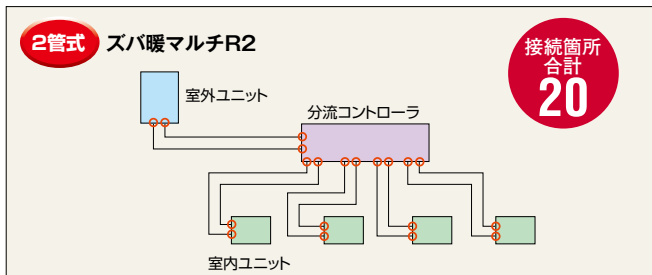 2管式 ズバ暖マルチR2
接続箇所
合計
20
室外ユニット
分流コントローラ
室内ユニット